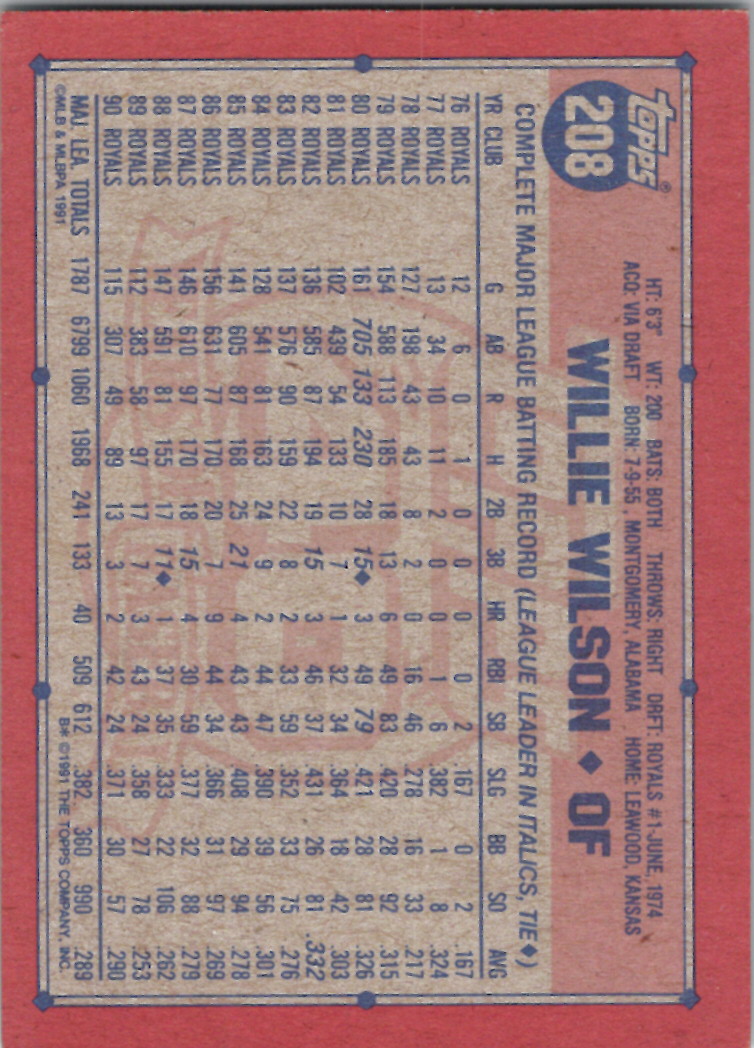 Topps®
208
HT: 6'3" WT: 200 BATS: BOTH THROWS: RIGHT DRFT: ROYALS #1-JUNE, 1974
ACQ: VIA DRAFT BORN: 7-9-55, MONTGOMERY, ALABAMA HOME: LEAWOOD, KANSAS
WILLIE WILSON ♦ OF
COMPLETE MAJOR LEAGUE BATTING RECORD (LEAGUE LEADER IN ITALICS, TIE♦)
YR CLUB G AB R H 2B 3B HR RBI SB SLG BB SO AVG
76 ROYALS 12 6 0 1 0 0 0 0 2 .167 0 2 .167
77 ROYALS 13 34 10 11 2 0 0 1 6 .382 1 8 .324
78 ROYALS 127 198 43 43 8 2 0 16 46 .278 16 33 .217
79 ROYALS 154 588 113 185 18 13 6 49 83 .420 28 92 .315
80 ROYALS 161 705 133 230 28 15♦ 3 49 79 .421 28 81 .326
81 ROYALS 102 439 54 133 10 7 1 32 34 .364 18 42 .303
82 ROYALS 136 585 87 194 19 15 3 46 37 .431 26 81 .332
83 ROYALS 137 576 90 159 22 8 2 33 59 .352 33 75 .276
84 ROYALS 128 541 81 163 24 9 2 44 47 .390 39 56 .301
85 ROYALS 141 605 87 168 25 21 4 43 43 .408 29 94 .278
86 ROYALS 156 631 77 170 20 7 9 44 34 .366 31 97 .269
87 ROYALS 146 610 97 170 18 15 4 30 59 .377 32 88 .279
88 ROYALS 147 591 81 155 17 11♦ 1 37 35 .333 22 106 .262
89 ROYALS 112 383 58 97 17 7 3 43 24 .358 27 78 .253
90 ROYALS 115 307 49 89 13 3 2 42 24 .371 30 57 .290
MAJ. LEA. TOTALS 1787 6799 1060 1968 241 133 40 509 612 .382 360 990 .289
©MLB & MLBPA 1991 B* ©1991 THE TOPPS COMPANY, INC.